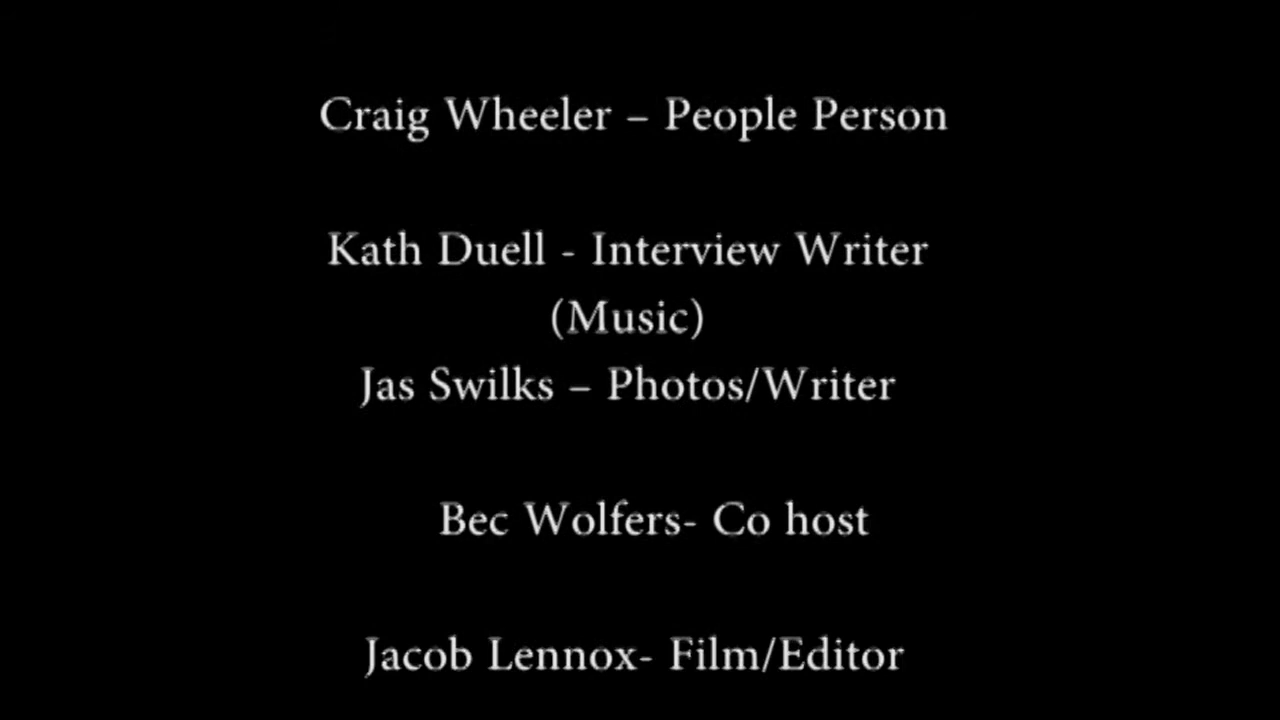 Craig Wheeler – People Person
Kath Duell - Interview Writer
(Music)
Jas Swilks – Photos/Writer
Bec Wolfers- Co host
Jacob Lennox- Film/Editor